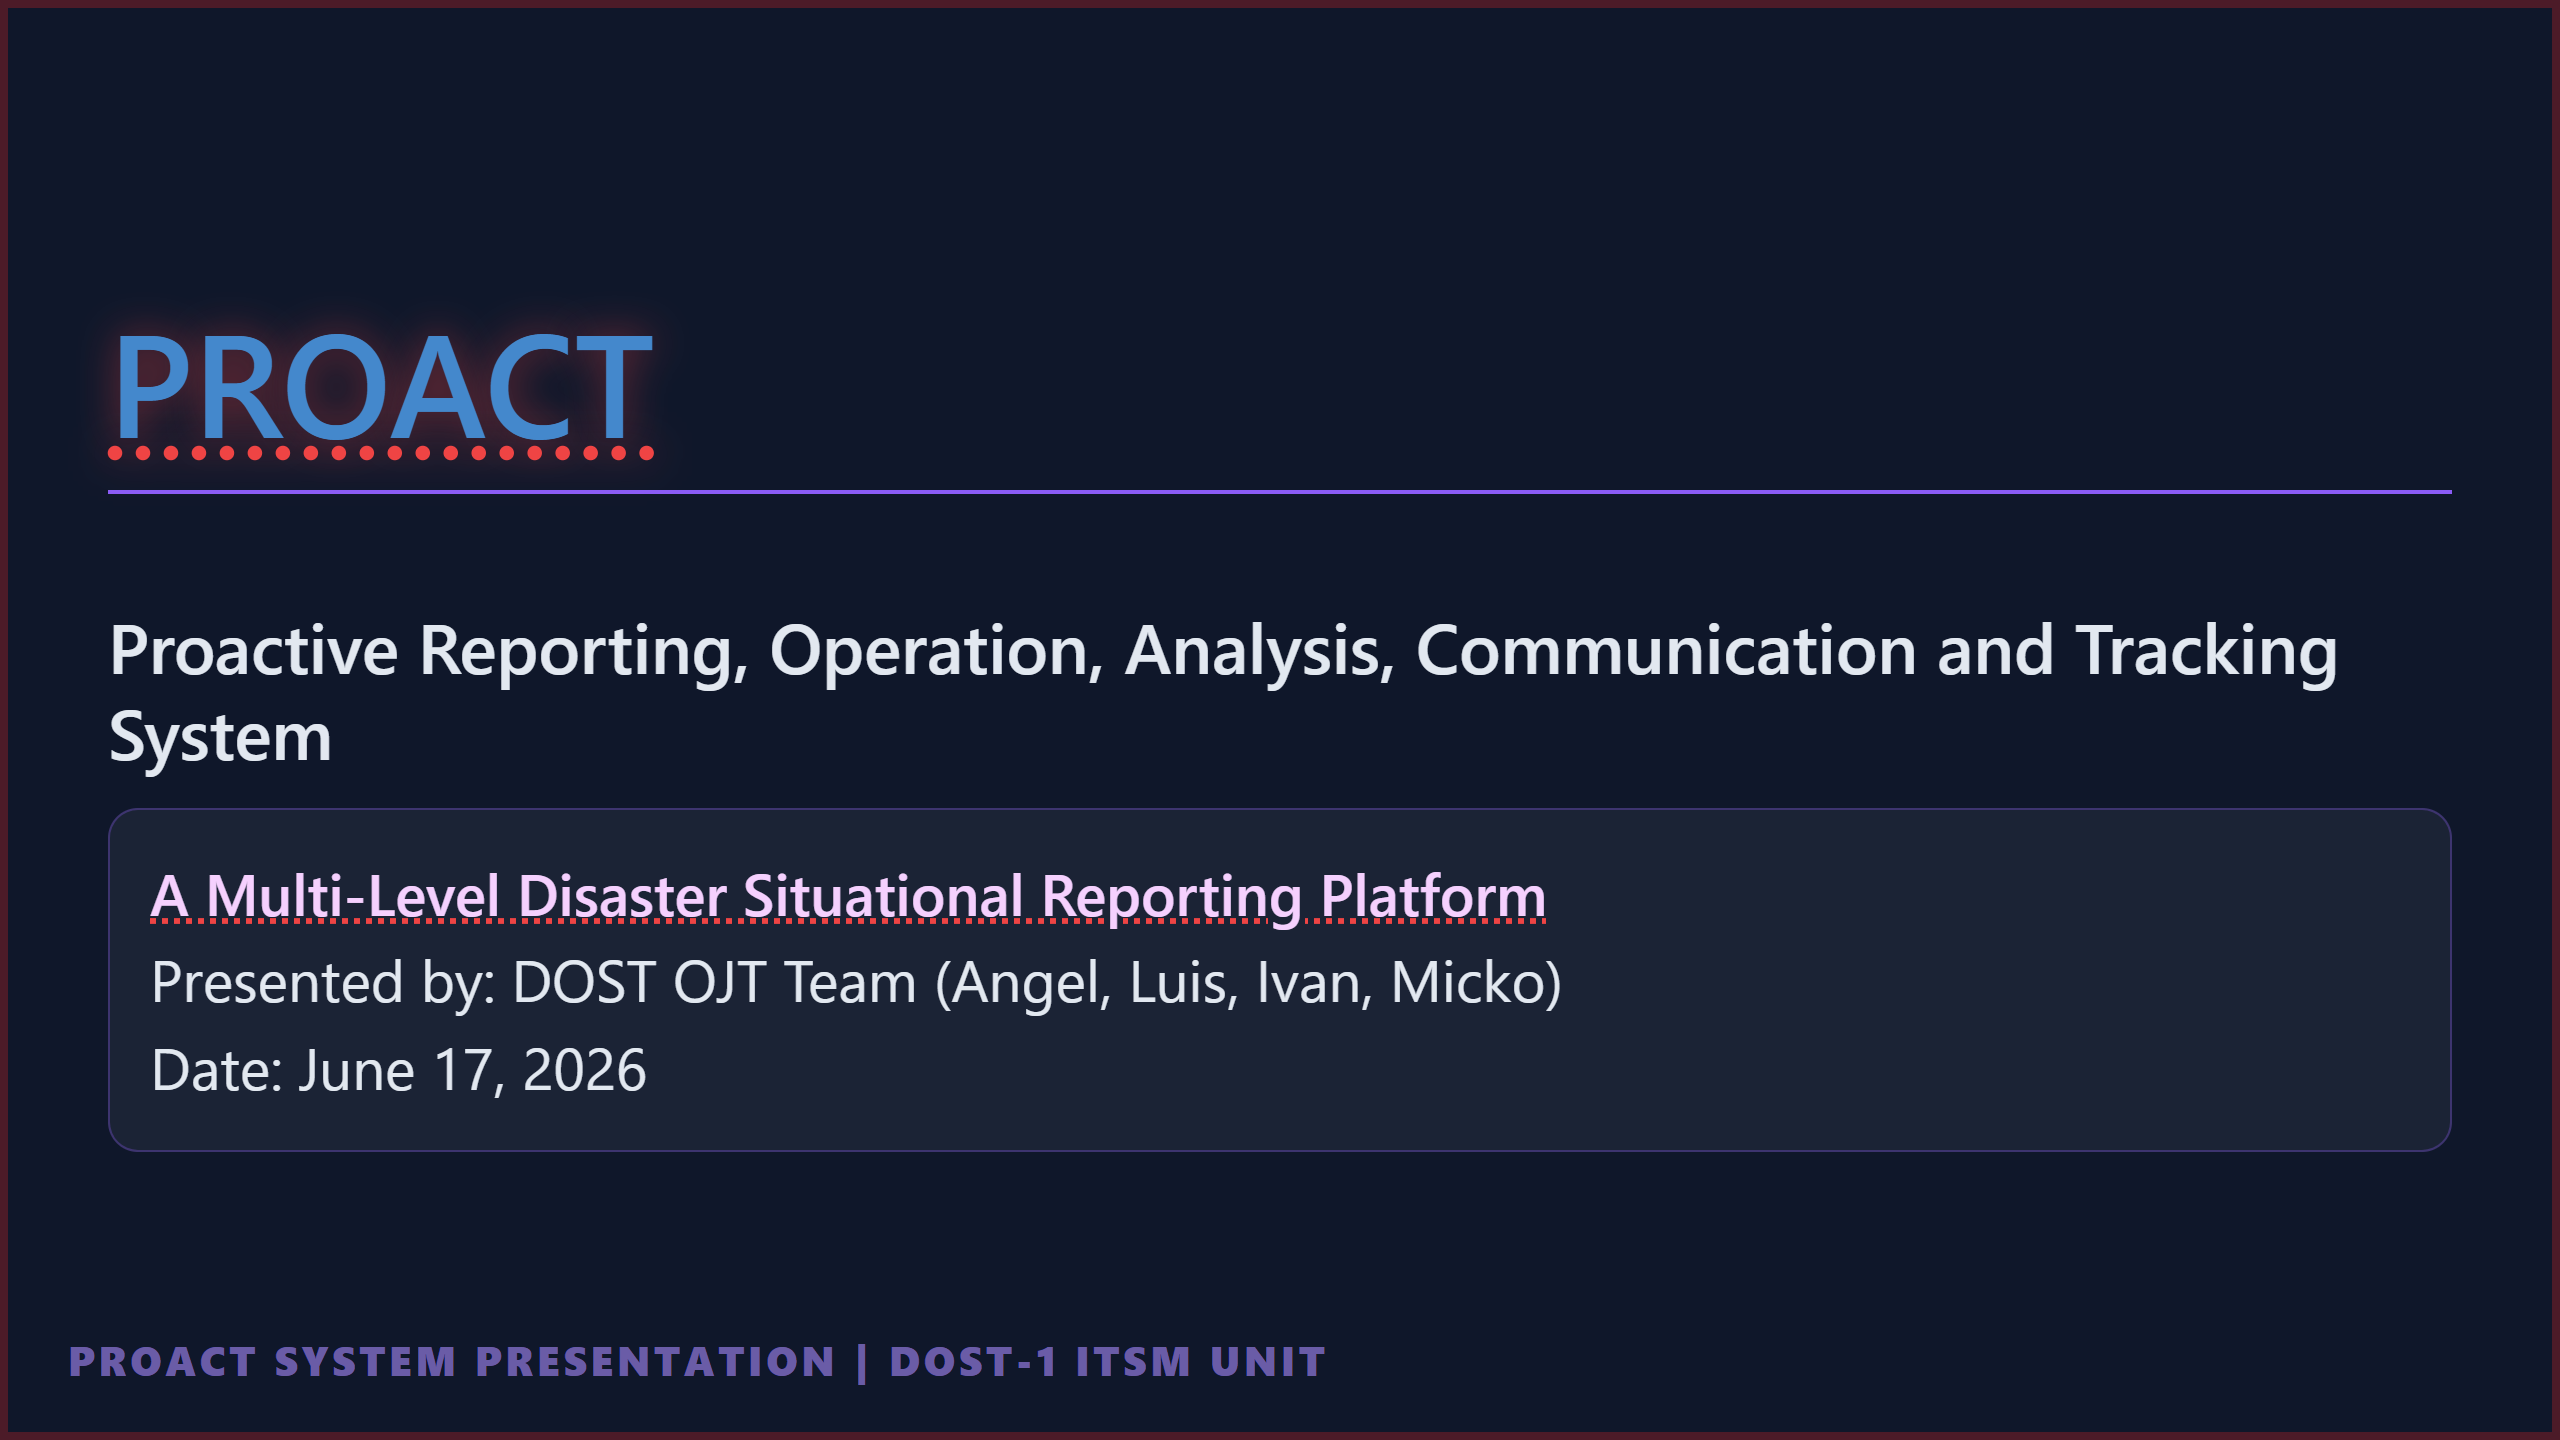 PROACT
Proactive Reporting, Operation, Analysis, Communication and Tracking
System
A Multi-Level Disaster Situational Reporting Platform
Presented by: DOST OJT Team (Angel, Luis, Ivan, Micko)
Date: June 17, 2026
PROACT SYSTEM PRESENTATION | DOST-1 ITSM UNIT